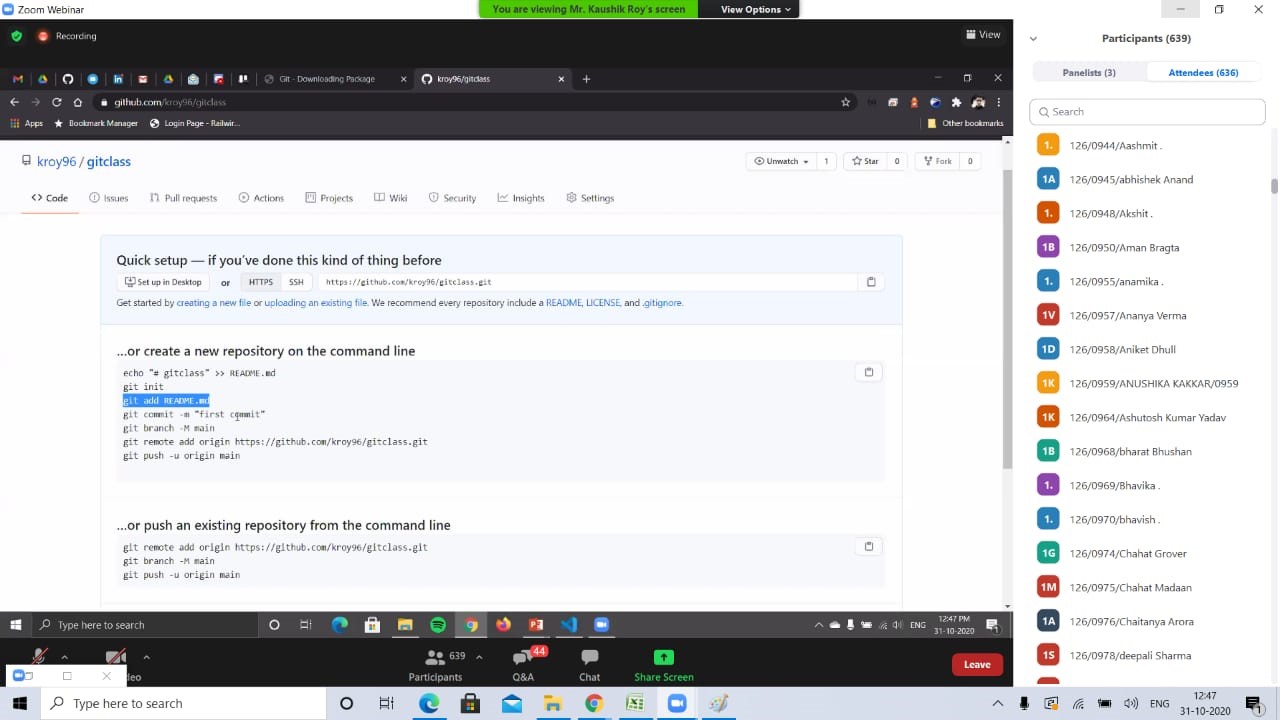 Zoom Webinar
You are viewing Mr. Kaushik Roy's screen
View Options
Recording
View
Participants (639)
Panelists (3)
Attendees (636)
Search
Git - Downloading Package
kroy96/gitclass
github.com/kroy96/gitclass
Apps
Bookmark Manager
Login Page - Railwir...
Other bookmarks
kroy96 / gitclass
Unwatch 1
Star 0
Fork 0
<> Code
Issues
Pull requests
Actions
Projects
Wiki
Security
Insights
Settings
Quick setup — if you've done this kind of thing before
Set up in Desktop or HTTPS SSH https://github.com/kroy96/gitclass.git
Get started by creating a new file or uploading an existing file. We recommend every repository include a README, LICENSE, and .gitignore.
…or create a new repository on the command line
echo "# gitclass" >> README.md
git init
git add README.md
git commit -m "first commit"
git branch -M main
git remote add origin https://github.com/kroy96/gitclass.git
git push -u origin main
…or push an existing repository from the command line
git remote add origin https://github.com/kroy96/gitclass.git
git branch -M main
git push -u origin main
1. 126/0944/Aashmit .
1A 126/0945/abhishek Anand
1. 126/0948/Akshit .
1B 126/0950/Aman Bragta
1. 126/0955/anamika .
1V 126/0957/Ananya Verma
1D 126/0958/Aniket Dhull
1K 126/0959/ANUSHIKA KAKKAR/0959
1K 126/0964/Ashutosh Kumar Yadav
1B 126/0968/bharat Bhushan
1. 126/0969/Bhavika .
1. 126/0970/bhavish .
1G 126/0974/Chahat Grover
1M 126/0975/Chahat Madaan
1A 126/0976/Chaitanya Arora
1S 126/0978/deepali Sharma
Type here to search
ENG
12:47 PM
31-10-2020
1
639
44
deo
Participants
Q&A
Chat
Share Screen
Leave
Type here to search
ENG
12:47
31-10-2020
1